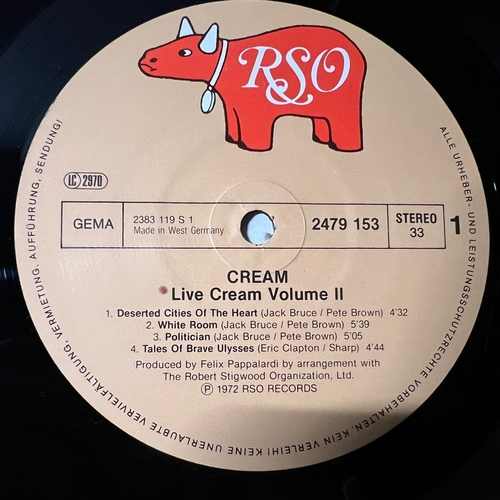 RSO
ALLE URHEBER- UND LEISTUNGSSCHUTZRECHTE VORBEHALTEN. KEIN VERLEIH! KEINE UNERLAUBTE VERVIELFÄLTIGUNG, VERMIETUNG, AUFFÜHRUNG, SENDUNG!
LC 2970
GEMA
2383 119 S 1
Made in West Germany
2479 153
STEREO
33
1
CREAM
Live Cream Volume II
1. Deserted Cities Of The Heart (Jack Bruce / Pete Brown) 4'32
2. White Room (Jack Bruce / Pete Brown) 5'39
3. Politician (Jack Bruce / Pete Brown) 5'05
4. Tales Of Brave Ulysses (Eric Clapton / Sharp) 4'44
Produced by Felix Pappalardi by arrangement with
The Robert Stigwood Organization, Ltd.
Ⓟ 1972 RSO RECORDS